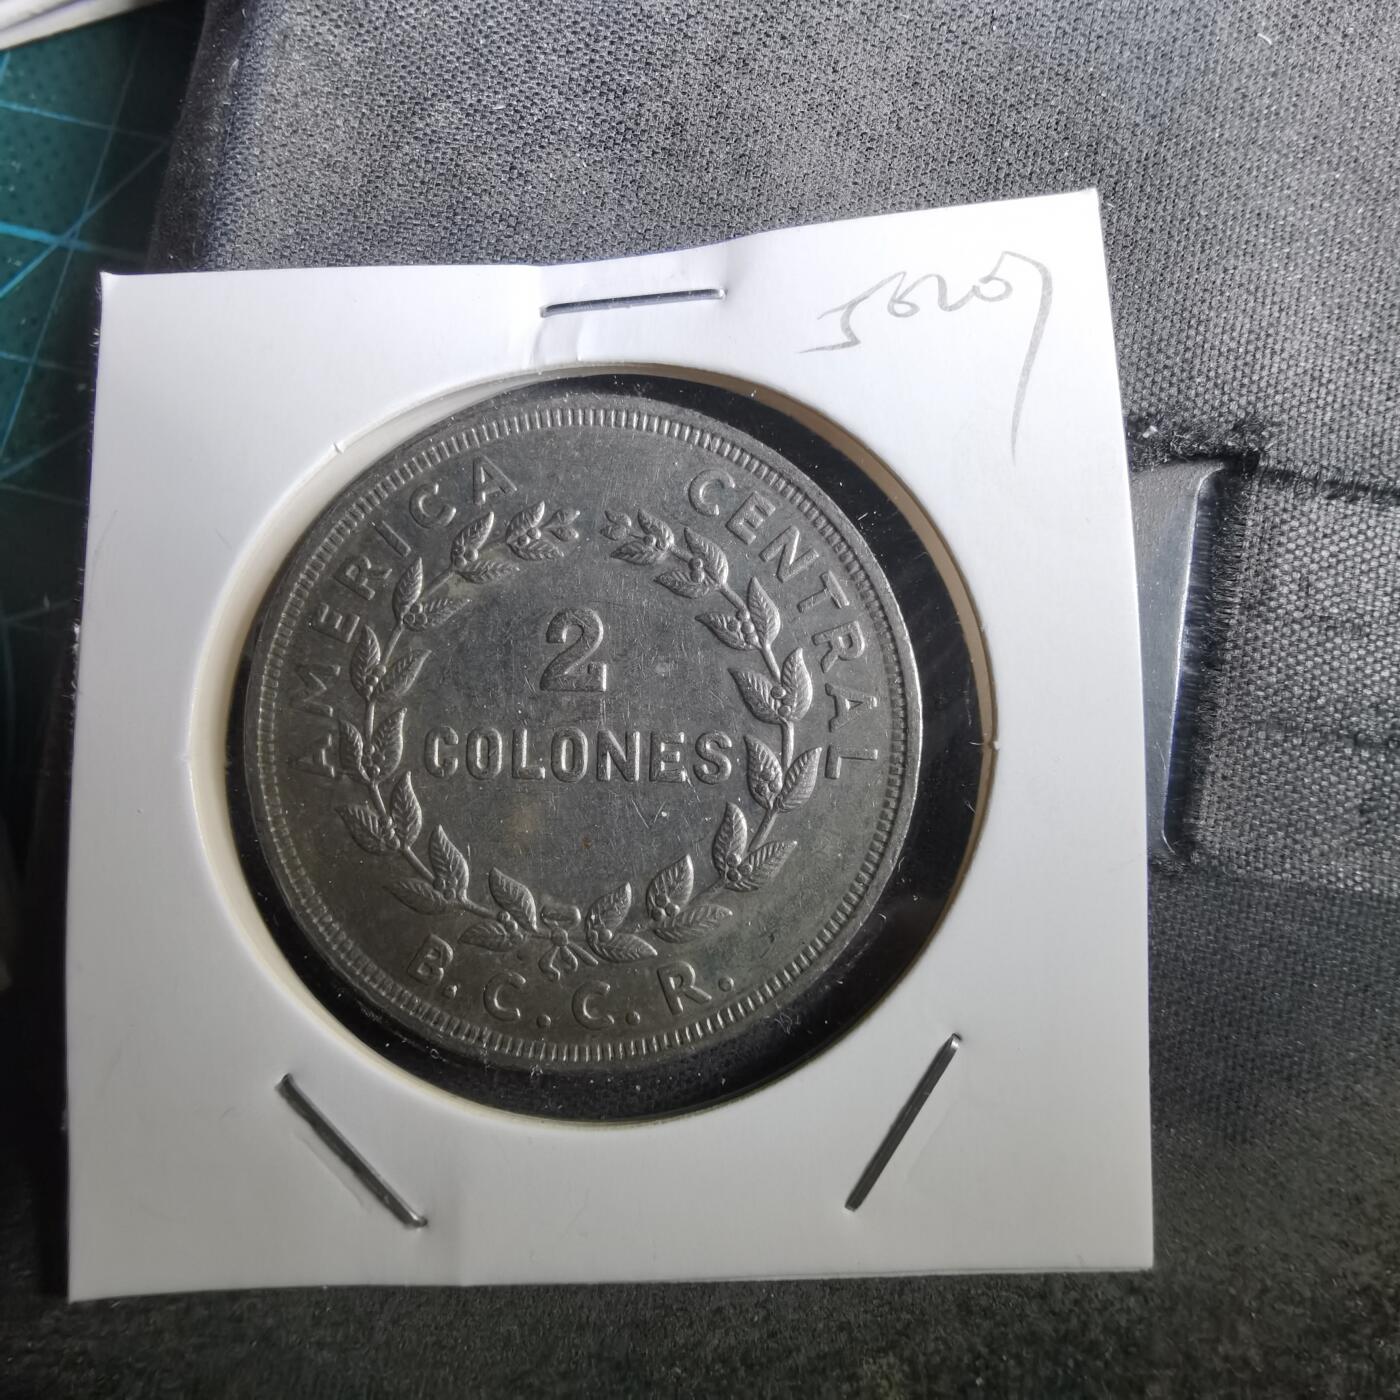 AMERICA CENTRAL
2
COLONES
B.C.C.R.